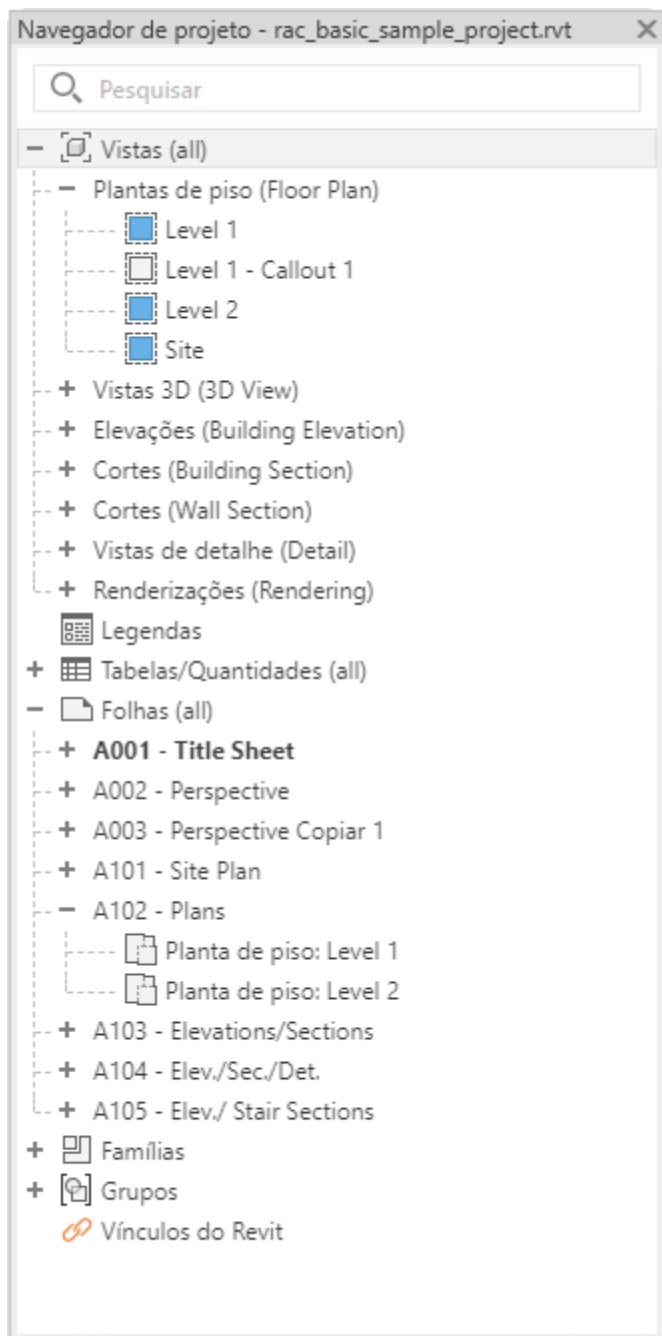 Navegador de projeto - rac_basic_sample_project.rvt
Pesquisar
Vistas (all)
Plantas de piso (Floor Plan)
Level 1
Level 1 - Callout 1
Level 2
Site
Vistas 3D (3D View)
Elevações (Building Elevation)
Cortes (Building Section)
Cortes (Wall Section)
Vistas de detalhe (Detail)
Renderizações (Rendering)
Legendas
Tabelas/Quantidades (all)
Folhas (all)
A001 - Title Sheet
A002 - Perspective
A003 - Perspective Copiar 1
A101 - Site Plan
A102 - Plans
Planta de piso: Level 1
Planta de piso: Level 2
A103 - Elevations/Sections
A104 - Elev./Sec./Det.
A105 - Elev./ Stair Sections
Famílias
Grupos
Vínculos do Revit